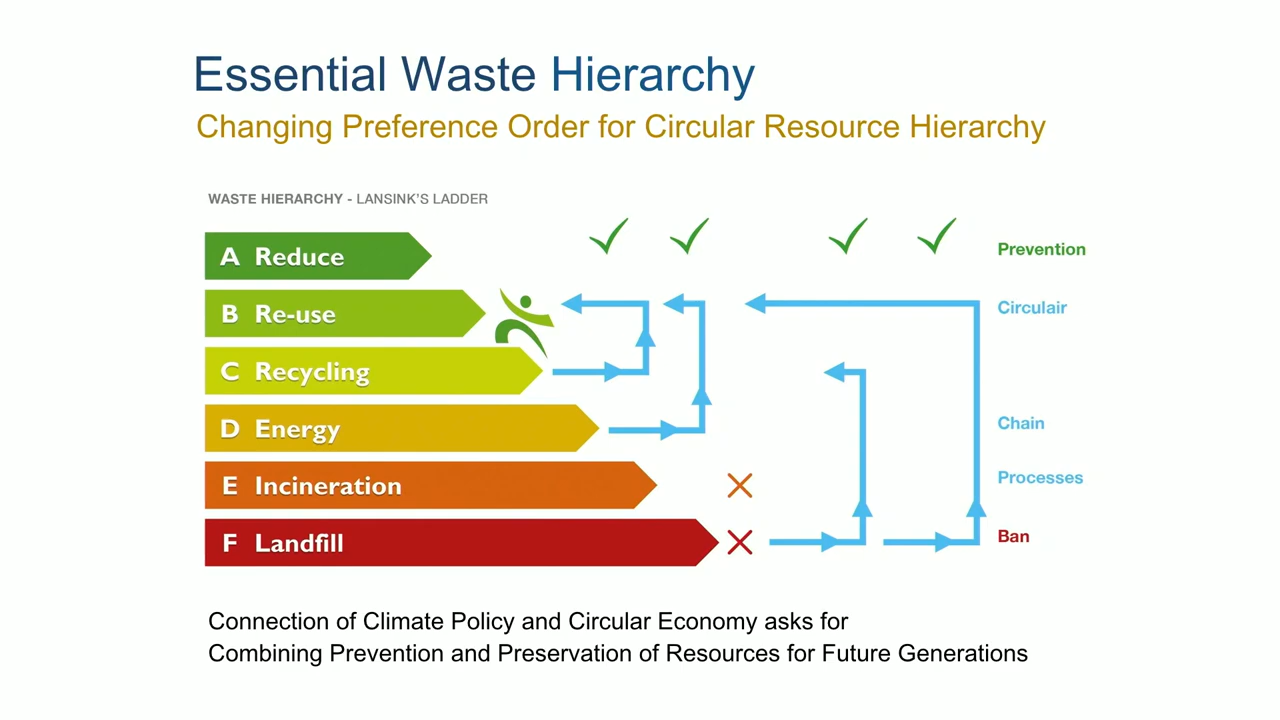 Essential Waste Hierarchy
Changing Preference Order for Circular Resource Hierarchy
WASTE HIERARCHY - LANSINK'S LADDER
A Reduce
Prevention
B Re-use
Circulair
C Recycling
D Energy
Chain
E Incineration
Processes
F Landfill
Ban
Connection of Climate Policy and Circular Economy asks for
Combining Prevention and Preservation of Resources for Future Generations